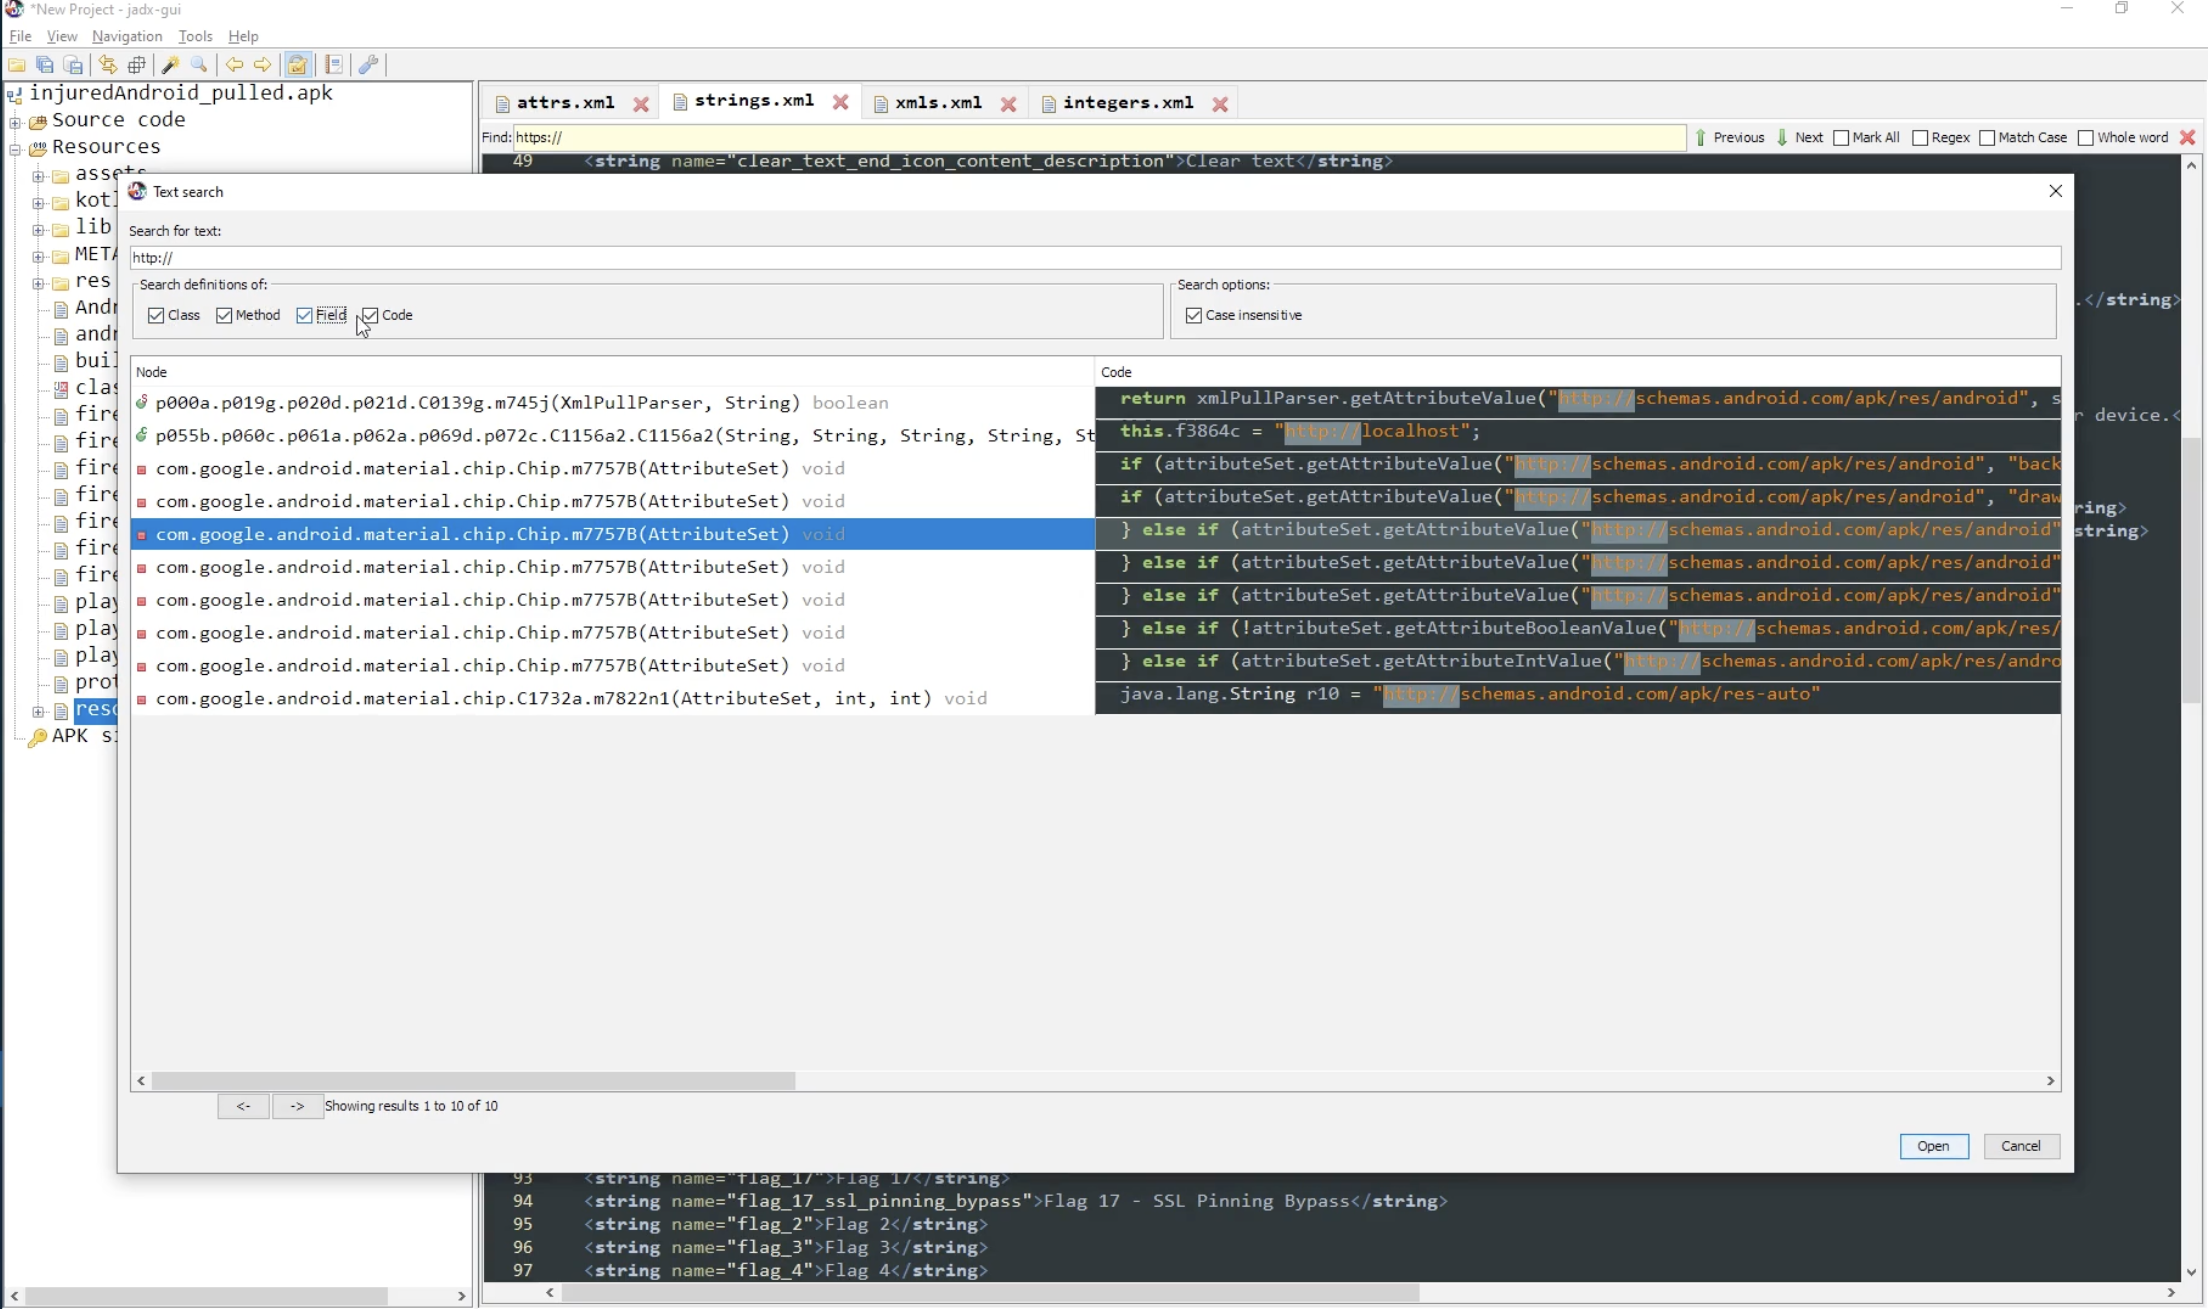 *New Project - jadx-gui
File View Navigation Tools Help
injuredAndroid_pulled.apk
Source code
Resources
assets
kotl
lib
META
res
Andr
andr
buil
clas
fire
fire
fire
fire
fire
fire
fire
play
play
play
prot
reso
APK si
attrs.xml
strings.xml
xmls.xml
integers.xml
Find: https://
Previous Next Mark All Regex Match Case Whole word
49 <string name="clear_text_end_icon_content_description">Clear text</string>
.</string>
r device.<
ring>
string>
Text search
Search for text:
http://
Search definitions of:
Class Method Field Code
Search options:
Case insensitive
Node Code
p000a.p019g.p020d.p021d.C0139g.m745j(XmlPullParser, String) boolean return xmlPullParser.getAttributeValue("http://schemas.android.com/apk/res/android", s
p055b.p060c.p061a.p062a.p069d.p072c.C1156a2.C1156a2(String, String, String, String, St this.f3864c = "http://localhost";
com.google.android.material.chip.Chip.m7757B(AttributeSet) void if (attributeSet.getAttributeValue("http://schemas.android.com/apk/res/android", "back
com.google.android.material.chip.Chip.m7757B(AttributeSet) void if (attributeSet.getAttributeValue("http://schemas.android.com/apk/res/android", "draw
com.google.android.material.chip.Chip.m7757B(AttributeSet) void } else if (attributeSet.getAttributeValue("http://schemas.android.com/apk/res/android"
com.google.android.material.chip.Chip.m7757B(AttributeSet) void } else if (attributeSet.getAttributeValue("http://schemas.android.com/apk/res/android"
com.google.android.material.chip.Chip.m7757B(AttributeSet) void } else if (attributeSet.getAttributeValue("http://schemas.android.com/apk/res/android"
com.google.android.material.chip.Chip.m7757B(AttributeSet) void } else if (!attributeSet.getAttributeBooleanValue("http://schemas.android.com/apk/res/
com.google.android.material.chip.Chip.m7757B(AttributeSet) void } else if (attributeSet.getAttributeIntValue("http://schemas.android.com/apk/res/andro
com.google.android.material.chip.C1732a.m7822n1(AttributeSet, int, int) void java.lang.String r10 = "http://schemas.android.com/apk/res-auto"
<- -> Showing results 1 to 10 of 10
Open Cancel
93 <string name="flag_17">Flag 17</string>
94 <string name="flag_17_ssl_pinning_bypass">Flag 17 - SSL Pinning Bypass</string>
95 <string name="flag_2">Flag 2</string>
96 <string name="flag_3">Flag 3</string>
97 <string name="flag_4">Flag 4</string>